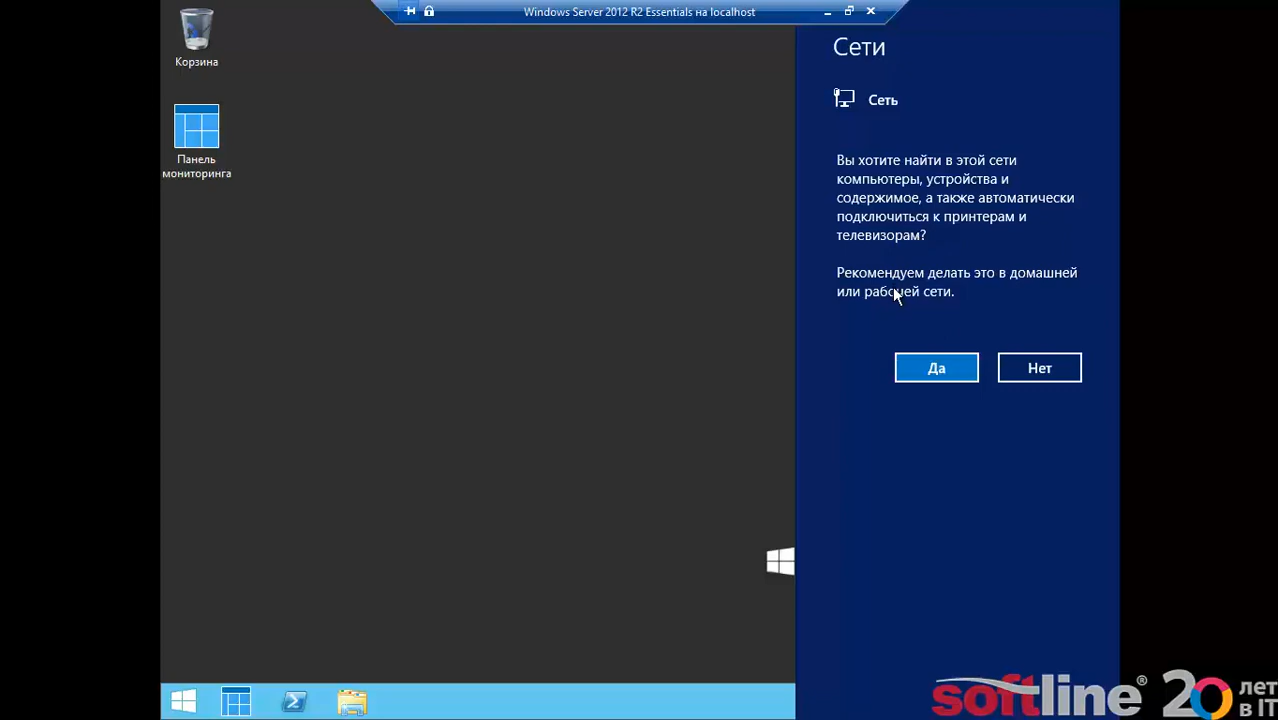 Windows Server 2012 R2 Essentials на localhost
Корзина
Панель
мониторинга
Сети
Сеть
Вы хотите найти в этой сети
компьютеры, устройства и
содержимое, а также автоматически
подключиться к принтерам и
телевизорам?
Рекомендуем делать это в домашней
или рабочей сети.
Да
Нет
softline® 20 лет
в IT